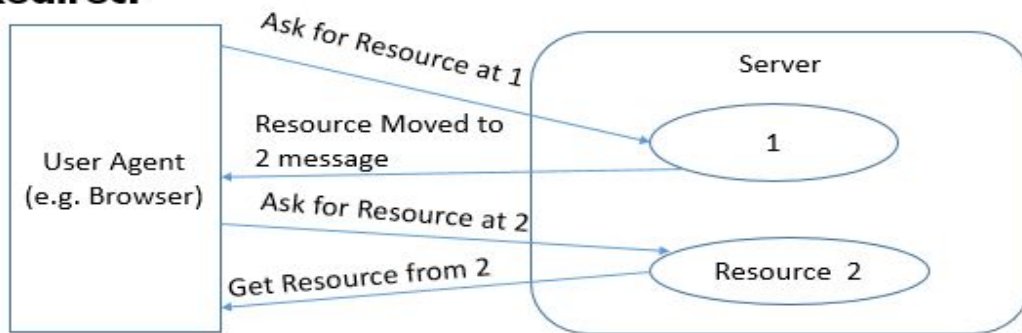 Redirect
Ask for Resource at 1
Server
Resource Moved to
2 message
1
User Agent
(e.g. Browser)
Ask for Resource at 2
Get Resource from 2
Resource 2